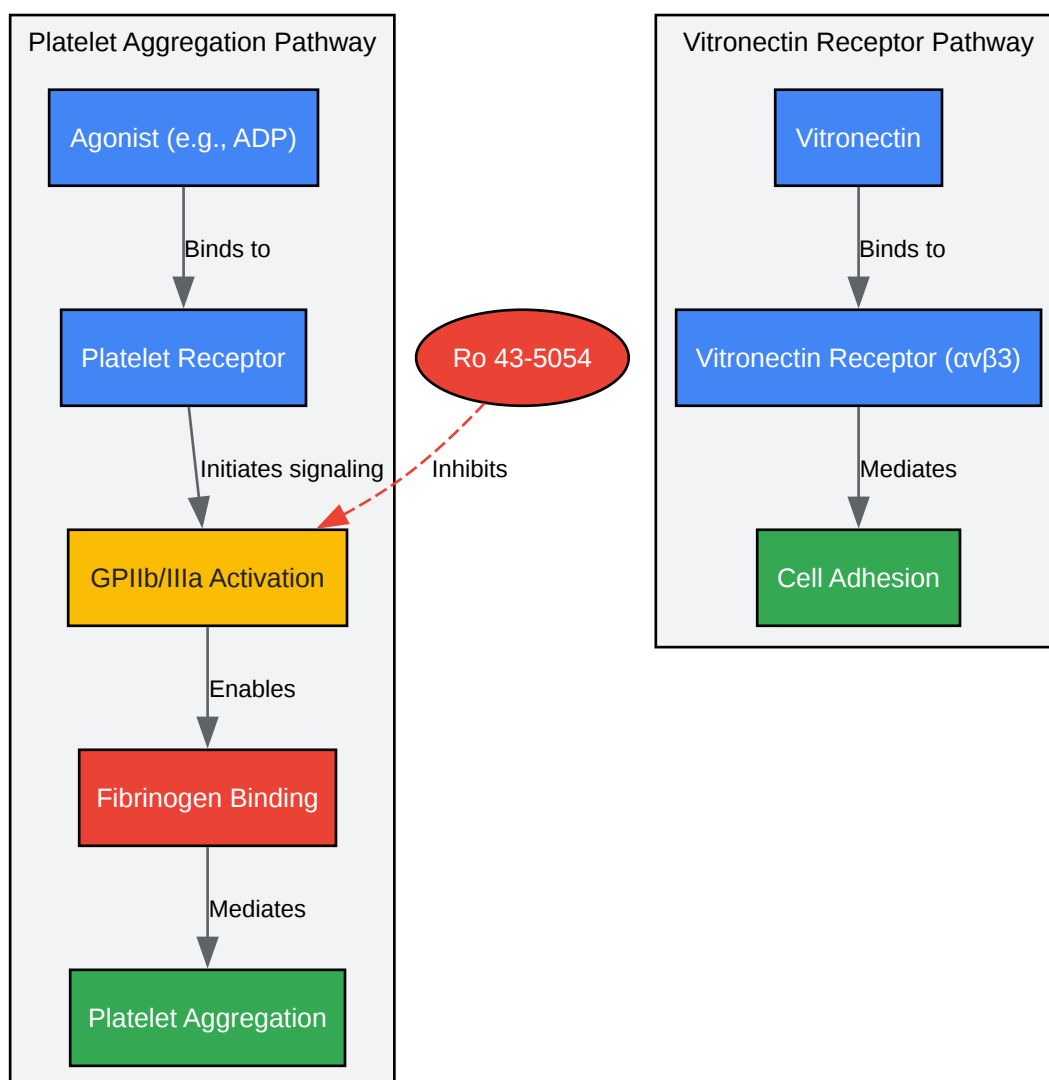 Platelet Aggregation Pathway
Agonist (e.g., ADP)
Binds to
Platelet Receptor
Initiates signaling
GPIIb/IIIa Activation
Enables
Fibrinogen Binding
Mediates
Platelet Aggregation
Ro 43-5054
Inhibits
Vitronectin Receptor Pathway
Vitronectin
Binds to
Vitronectin Receptor (αvβ3)
Mediates
Cell Adhesion